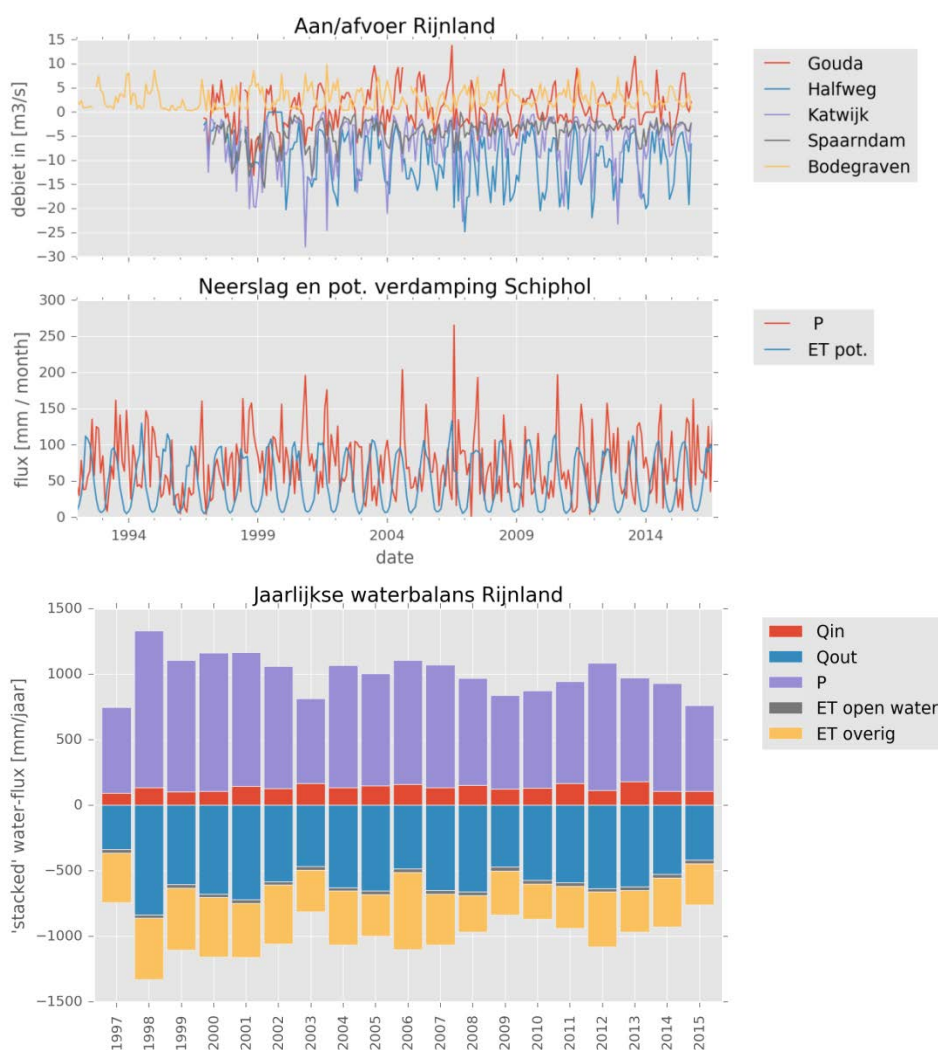 Aan/afvoer Rijnland
debiet in [m3/s]
15
10
5
0
−5
−10
−15
−20
−25
−30
Gouda
Halfweg
Katwijk
Spaarndam
Bodegraven
Neerslag en pot. verdamping Schiphol
flux [mm / month]
300
250
200
150
100
50
0
1994 1999 2004 2009 2014
date
P
ET pot.
Jaarlijkse waterbalans Rijnland
'stacked' water-flux [mm/jaar]
1500
1000
500
0
−500
−1000
−1500
1997 1998 1999 2000 2001 2002 2003 2004 2005 2006 2007 2008 2009 2010 2011 2012 2013 2014 2015
Qin
Qout
P
ET open water
ET overig